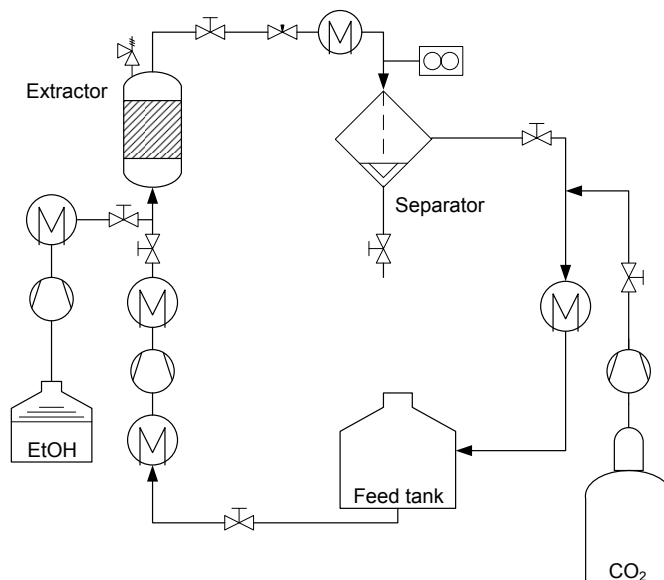 Extractor
Separator
EtOH
Feed tank
CO₂